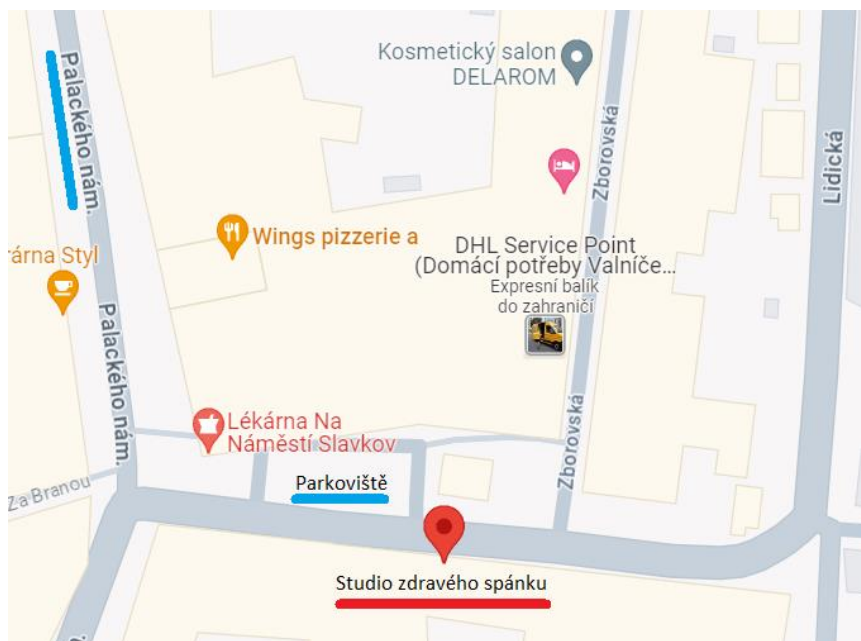 Palackého nám.
Kosmetický salon
DELAROM
Zborovská
Lidická
Wings pizzerie a
DHL Service Point
(Domácí potřeby Valníče...
Expresní balík
do zahraničí
árna Styl
Palackého nám.
Lékárna Na
Náměstí Slavkov
Zborovská
Za Branou
Parkoviště
Studio zdravého spánku